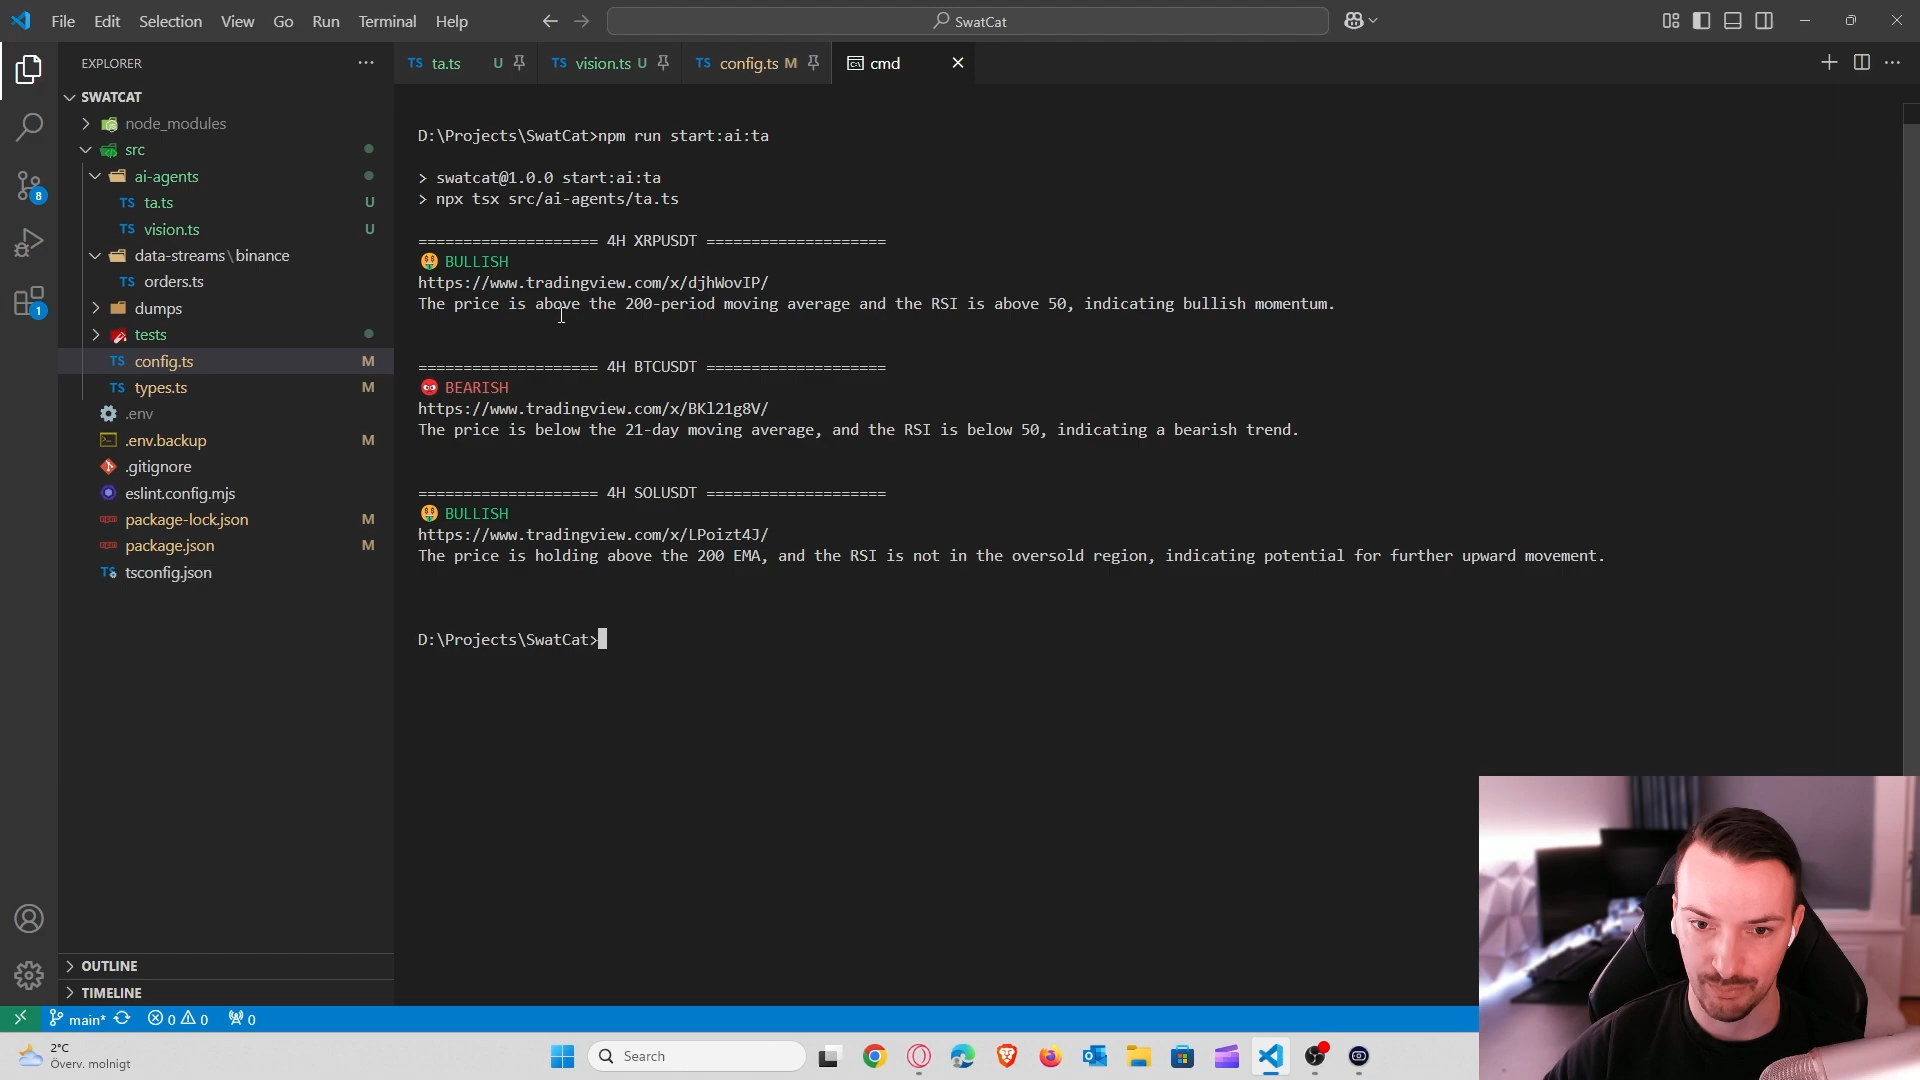 File Edit Selection View Go Run Terminal Help
SwatCat
EXPLORER
TS ta.ts U
TS vision.ts U
TS config.ts M
cmd
SWATCAT
node_modules
src
ai-agents
TS ta.ts U
TS vision.ts U
data-streams\binance
TS orders.ts
dumps
tests
TS config.ts M
TS types.ts M
.env
.env.backup M
.gitignore
eslint.config.mjs
package-lock.json M
package.json M
TS tsconfig.json
OUTLINE
TIMELINE
8
1
D:\Projects\SwatCat>npm run start:ai:ta
> swatcat@1.0.0 start:ai:ta
> npx tsx src/ai-agents/ta.ts
==================== 4H XRPUSDT ====================
🤑 BULLISH
https://www.tradingview.com/x/djhWovIP/
The price is above the 200-period moving average and the RSI is above 50, indicating bullish momentum.
==================== 4H BTCUSDT ====================
😡 BEARISH
https://www.tradingview.com/x/BKl21g8V/
The price is below the 21-day moving average, and the RSI is below 50, indicating a bearish trend.
==================== 4H SOLUSDT ====================
🤑 BULLISH
https://www.tradingview.com/x/LPoizt4J/
The price is holding above the 200 EMA, and the RSI is not in the oversold region, indicating potential for further upward movement.
D:\Projects\SwatCat>
main* 0 0 0
2°C
Överv. molnigt
Search